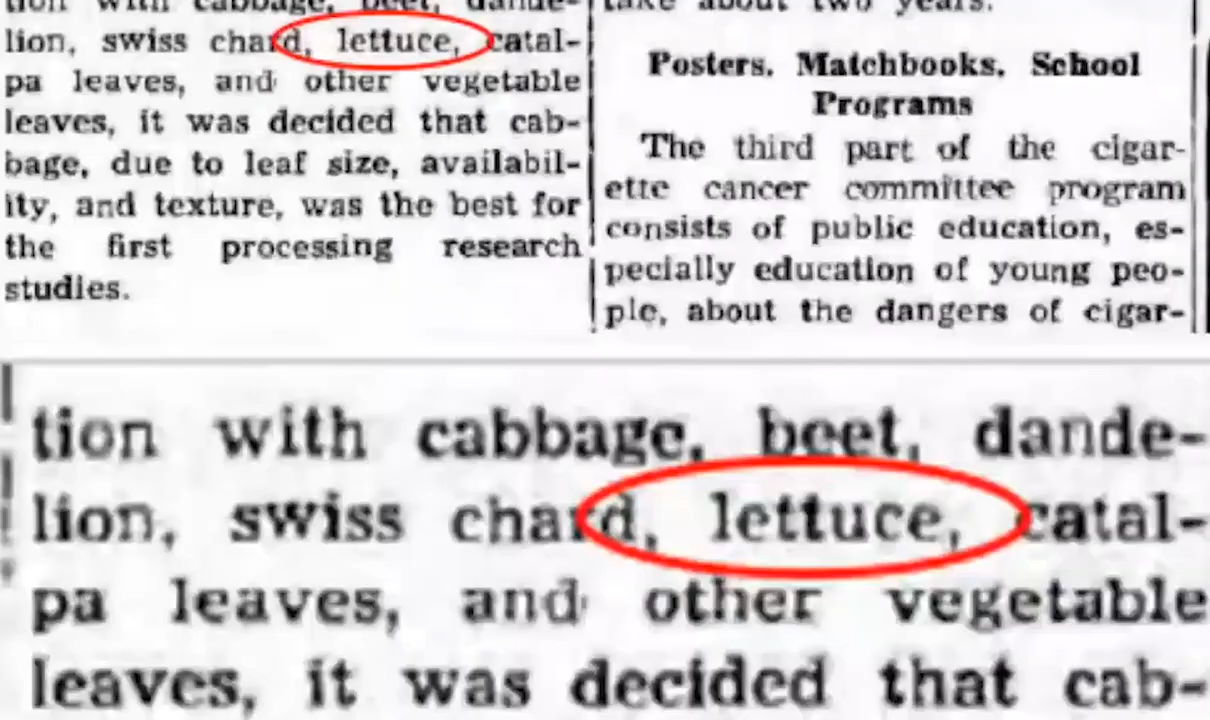 tion with cabbage, beet, dande-
lion, swiss chard, lettuce, catal-
pa leaves, and other vegetable
leaves, it was decided that cab-
bage, due to leaf size, availabil-
ity, and texture, was the best for
the first processing research
studies.
take about two years.
Posters, Matchbooks, School
Programs
The third part of the cigar-
ette cancer committee program
consists of public education, es-
pecially education of young peo-
ple, about the dangers of cigar-
tion with cabbage, beet, dande-
lion, swiss chard, lettuce, catal-
pa leaves, and other vegetable
leaves, it was decided that cab-